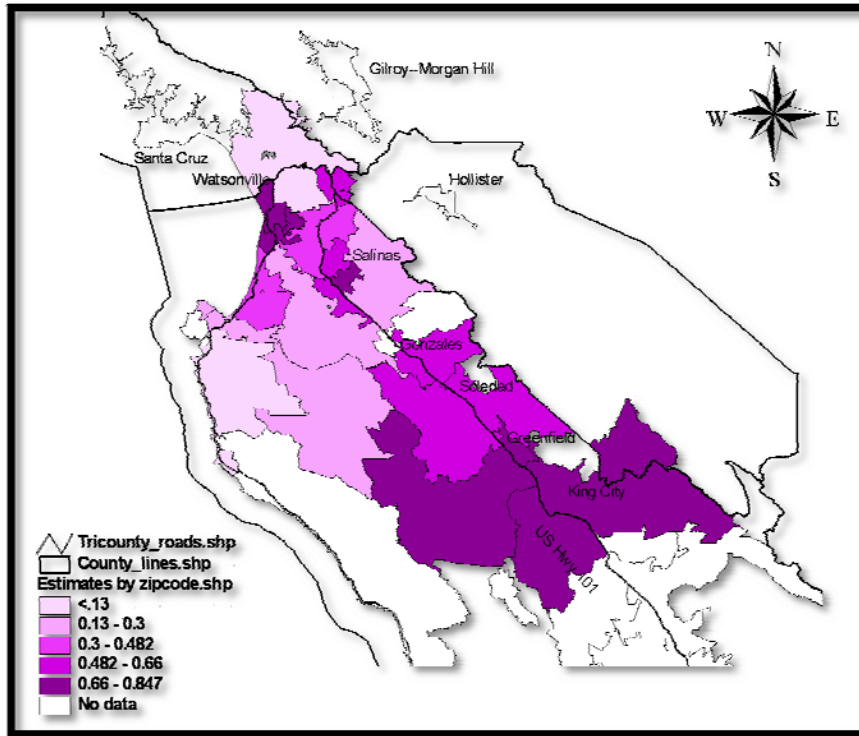 Gilroy--Morgan Hill
N
W
E
S
Santa Cruz
Watsonville
Hollister
Salinas
Gonzales
Soledad
Greenfield
King City
US Hwy 101
Tricounty_roads.shp
County_lines.shp
Estimates by zipcode.shp
<.13
0.13 - 0.3
0.3 - 0.482
0.482 - 0.66
0.66 - 0.847
No data